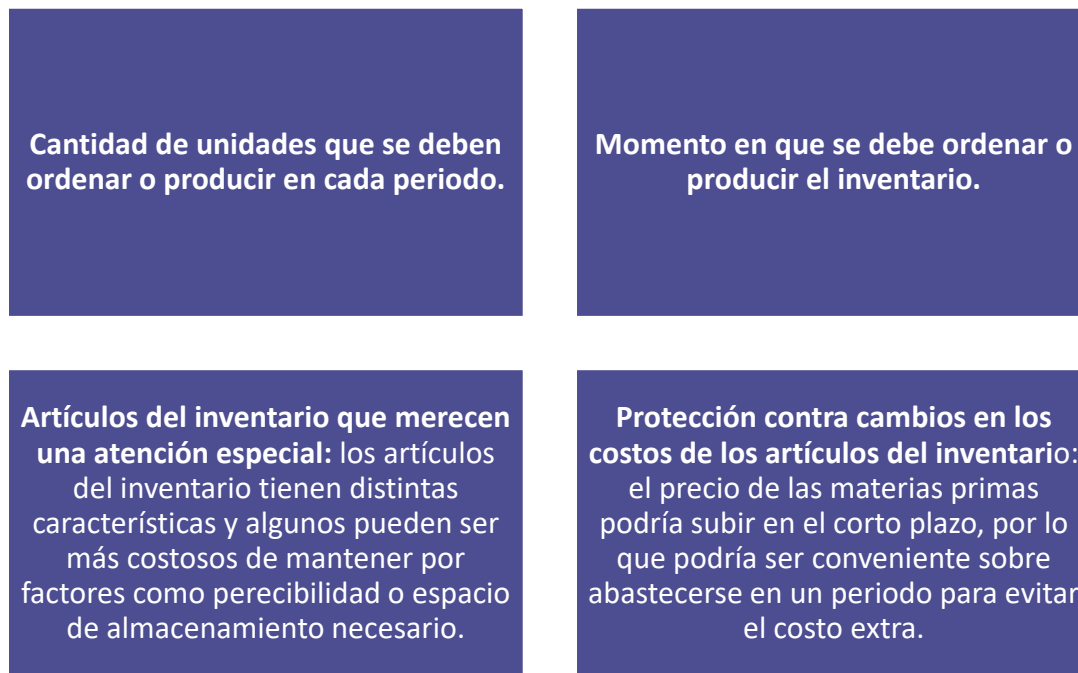 Cantidad de unidades que se deben
ordenar o producir en cada periodo.
Momento en que se debe ordenar o
producir el inventario.
Artículos del inventario que merecen
una atención especial: los artículos
del inventario tienen distintas
características y algunos pueden ser
más costosos de mantener por
factores como perecibilidad o espacio
de almacenamiento necesario.
Protección contra cambios en los
costos de los artículos del inventario:
el precio de las materias primas
podría subir en el corto plazo, por lo
que podría ser conveniente sobre
abastecerse en un periodo para evitar
el costo extra.